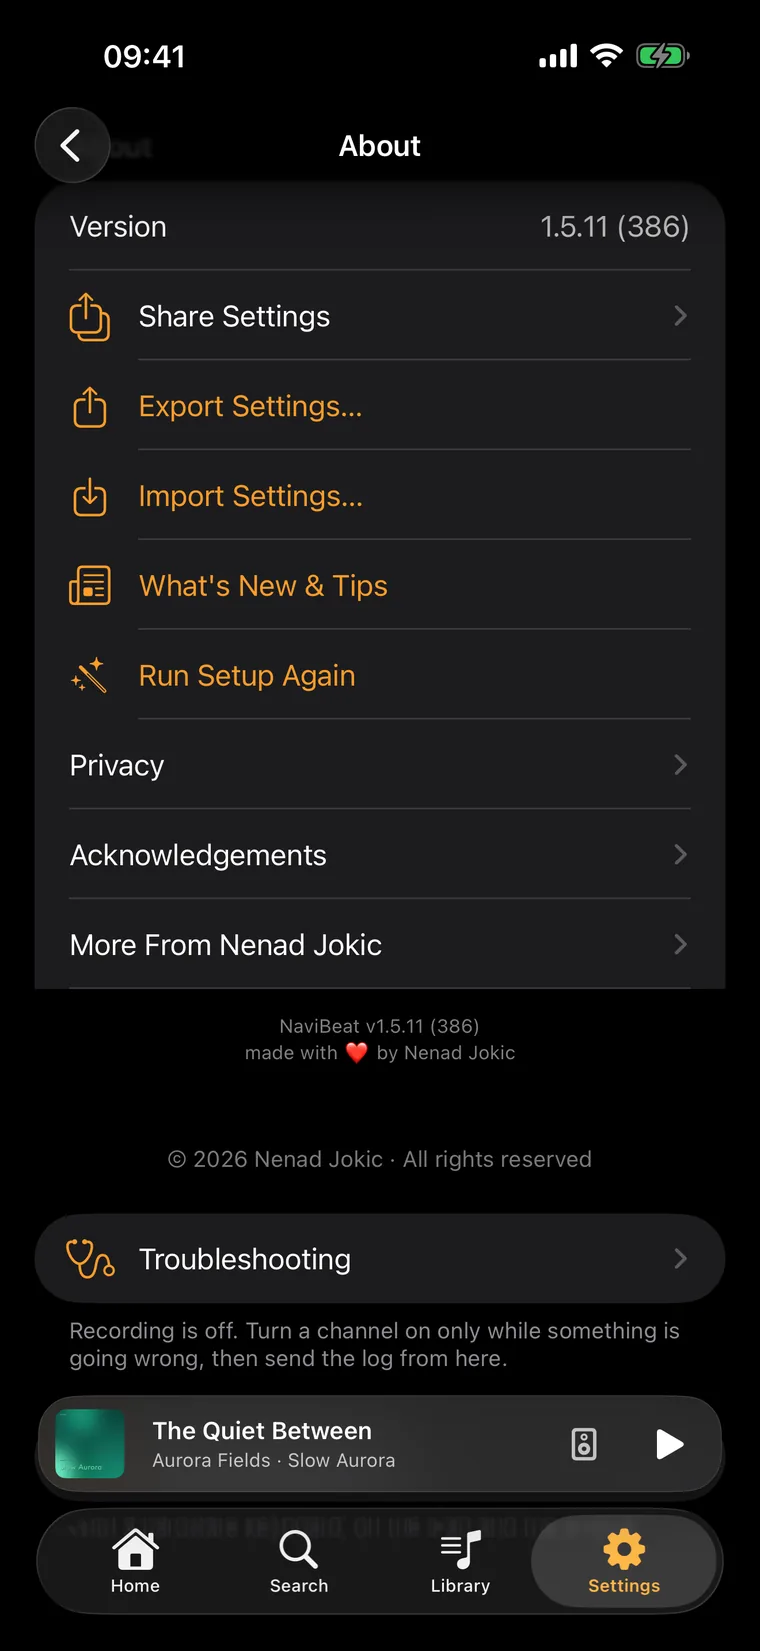 09:41
About
Version 1.5.11 (386)
Share Settings
Export Settings...
Import Settings...
What's New & Tips
Run Setup Again
Privacy
Acknowledgements
More From Nenad Jokic
NaviBeat v1.5.11 (386)
made with ❤️ by Nenad Jokic
© 2026 Nenad Jokic · All rights reserved
Troubleshooting
Recording is off. Turn a channel on only while something is
going wrong, then send the log from here.
The Quiet Between
Aurora Fields · Slow Aurora
Home
Search
Library
Settings